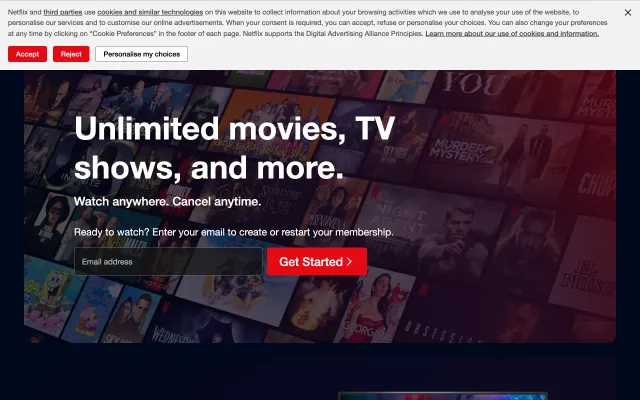 Netflix and third parties use cookies and similar technologies on this website to collect information about your browsing activities which we use to analyse your use of the website, to
personalise our services and to customise our online advertisements. When your consent is required, you can accept, refuse or personalise your choices. You can also change your preferences
at any time by clicking on “Cookie Preferences” in the footer of each page. Netflix supports the Digital Advertising Alliance Principles. Learn more about our use of cookies and information.
Accept
Reject
Personalise my choices
YOU
MURDER
MYSTERY
Unlimited movies, TV
shows, and more.
Watch anywhere. Cancel anytime.
Ready to watch? Enter your email to create or restart your membership.
Email address
Get Started
NIGHT
AGENT
EL
GEORGINA
WEDNESDAY
OBSESSION